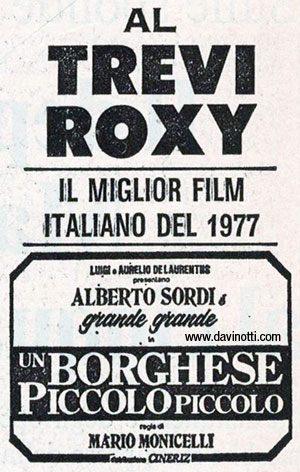 AL
TREVI
ROXY
IL MIGLIOR FILM
ITALIANO DEL 1977
LUIGI e AURELIO DE LAURENTIIS
presentano
ALBERTO SORDI è
grande grande
in
www.davinotti.com
UN BORGHESE
PICCOLO PICCOLO
regia di
MARIO MONICELLI
distribuzione CINERIZ